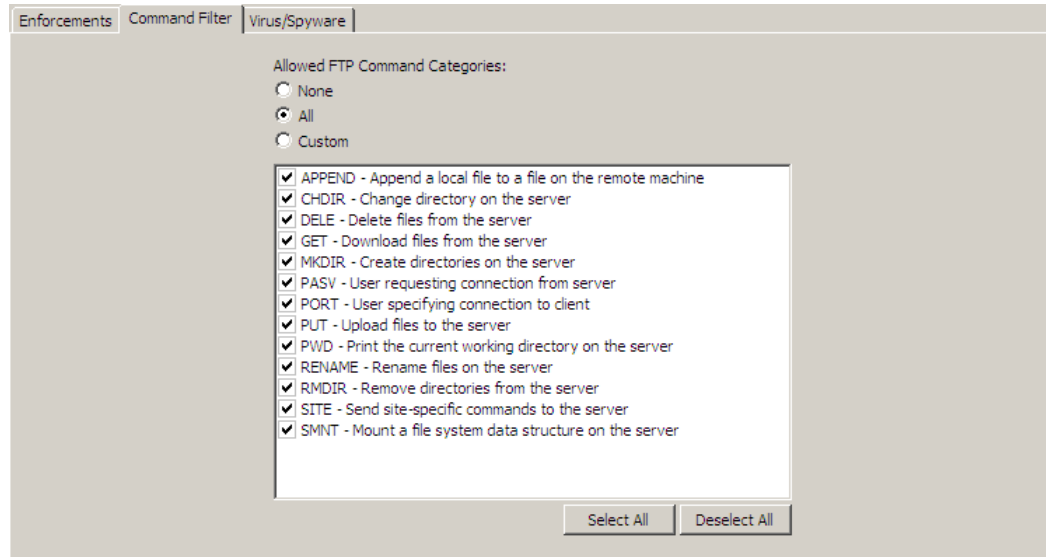 Enforcements Command Filter Virus/Spyware
Allowed FTP Command Categories:
None
All
Custom
APPEND - Append a local file to a file on the remote machine
CHDIR - Change directory on the server
DELE - Delete files from the server
GET - Download files from the server
MKDIR - Create directories on the server
PASV - User requesting connection from server
PORT - User specifying connection to client
PUT - Upload files to the server
PWD - Print the current working directory on the server
RENAME - Rename files on the server
RMDIR - Remove directories from the server
SITE - Send site-specific commands to the server
SMNT - Mount a file system data structure on the server
Select All Deselect All